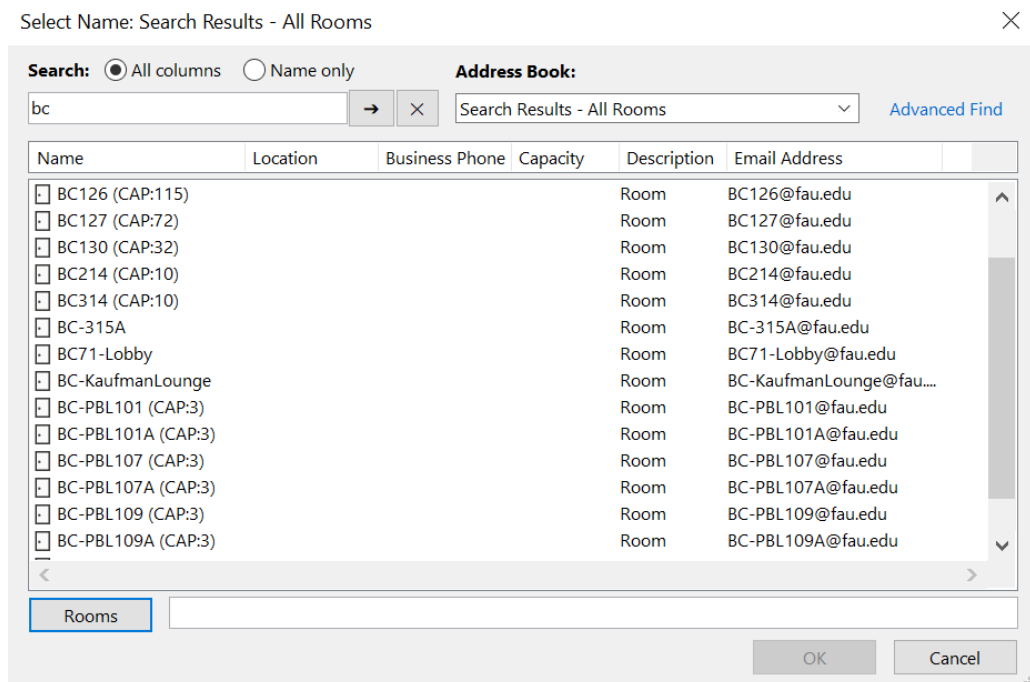 Select Name: Search Results - All Rooms
Search: All columns Name only Address Book:
bc Search Results - All Rooms Advanced Find
Name Location Business Phone Capacity Description Email Address
BC126 (CAP:115) Room BC126@fau.edu
BC127 (CAP:72) Room BC127@fau.edu
BC130 (CAP:32) Room BC130@fau.edu
BC214 (CAP:10) Room BC214@fau.edu
BC314 (CAP:10) Room BC314@fau.edu
BC-315A Room BC-315A@fau.edu
BC71-Lobby Room BC71-Lobby@fau.edu
BC-KaufmanLounge Room BC-KaufmanLounge@fau....
BC-PBL101 (CAP:3) Room BC-PBL101@fau.edu
BC-PBL101A (CAP:3) Room BC-PBL101A@fau.edu
BC-PBL107 (CAP:3) Room BC-PBL107@fau.edu
BC-PBL107A (CAP:3) Room BC-PBL107A@fau.edu
BC-PBL109 (CAP:3) Room BC-PBL109@fau.edu
BC-PBL109A (CAP:3) Room BC-PBL109A@fau.edu
Rooms
OK Cancel